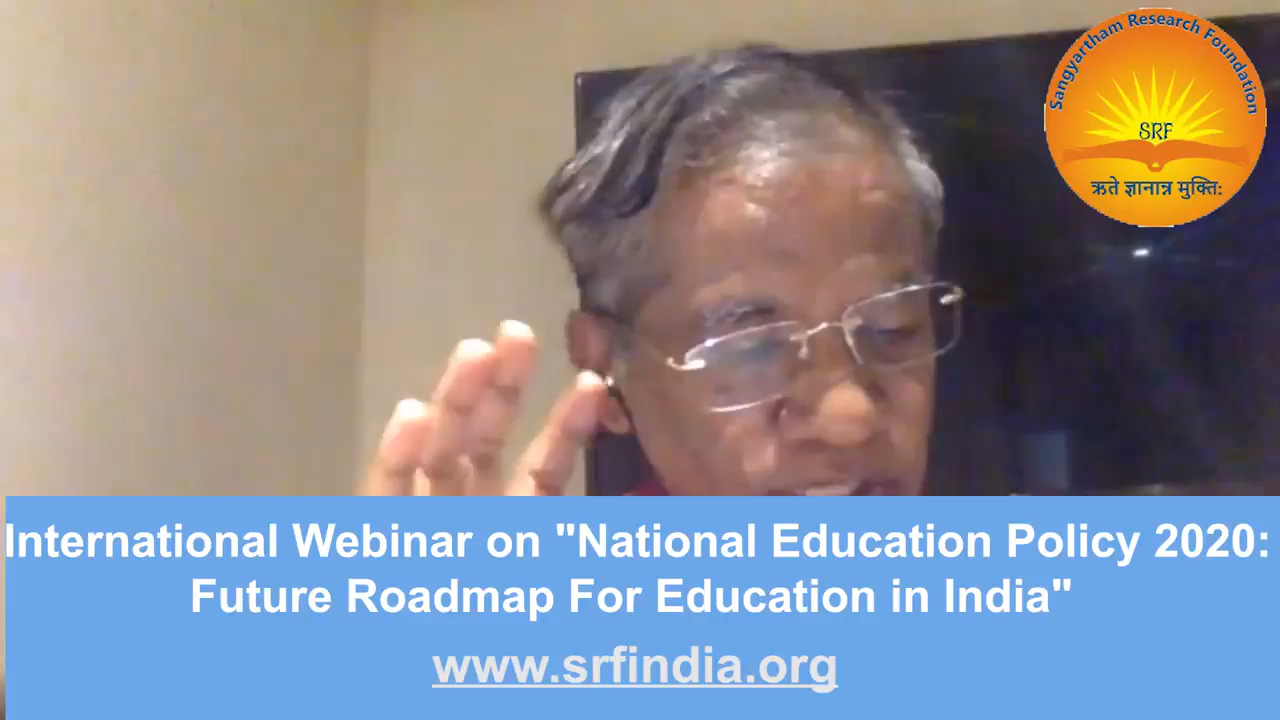 Sangyartham Research Foundation
SRF
ऋते ज्ञानान्न मुक्ति:
International Webinar on "National Education Policy 2020:
Future Roadmap For Education in India"
www.srfindia.org